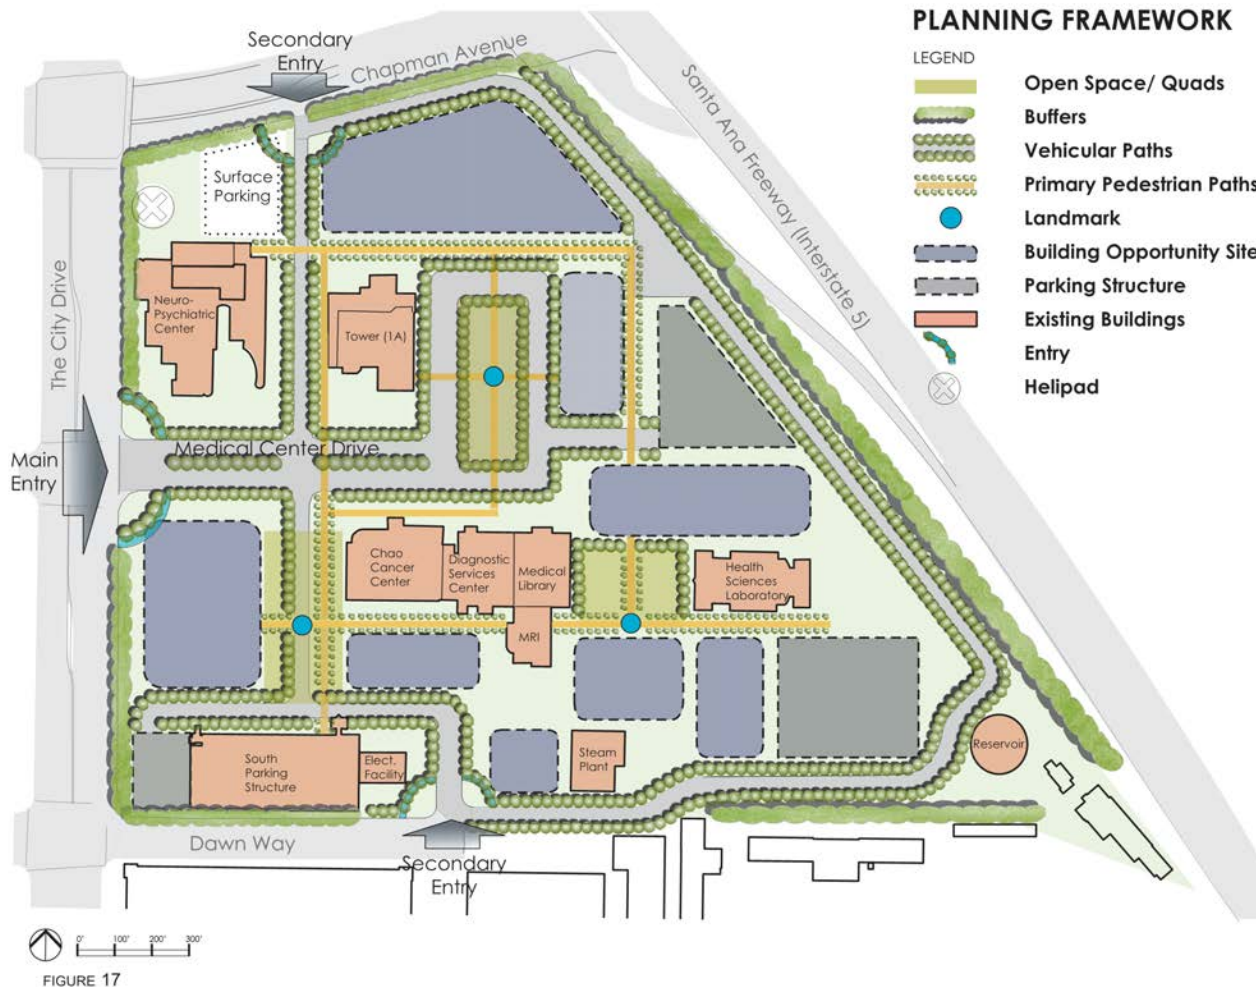 PLANNING FRAMEWORK
LEGEND
Open Space/ Quads
Buffers
Vehicular Paths
Primary Pedestrian Paths
Landmark
Building Opportunity Site
Parking Structure
Existing Buildings
Entry
Helipad
Secondary
Entry
Chapman Avenue
Santa Ana Freeway (Interstate 5)
Surface
Parking
The City Drive
Neuro-
Psychiatric
Center
Tower (1A)
Medical Center Drive
Main
Entry
Chao
Cancer
Center
Diagnostic
Services
Center
Medical
Library
Health
Sciences
Laboratory
MRI
South
Parking
Structure
Elect.
Facility
Steam
Plant
Reservoir
Dawn Way
Secondary
Entry
0' 100' 200' 300'
FIGURE 17